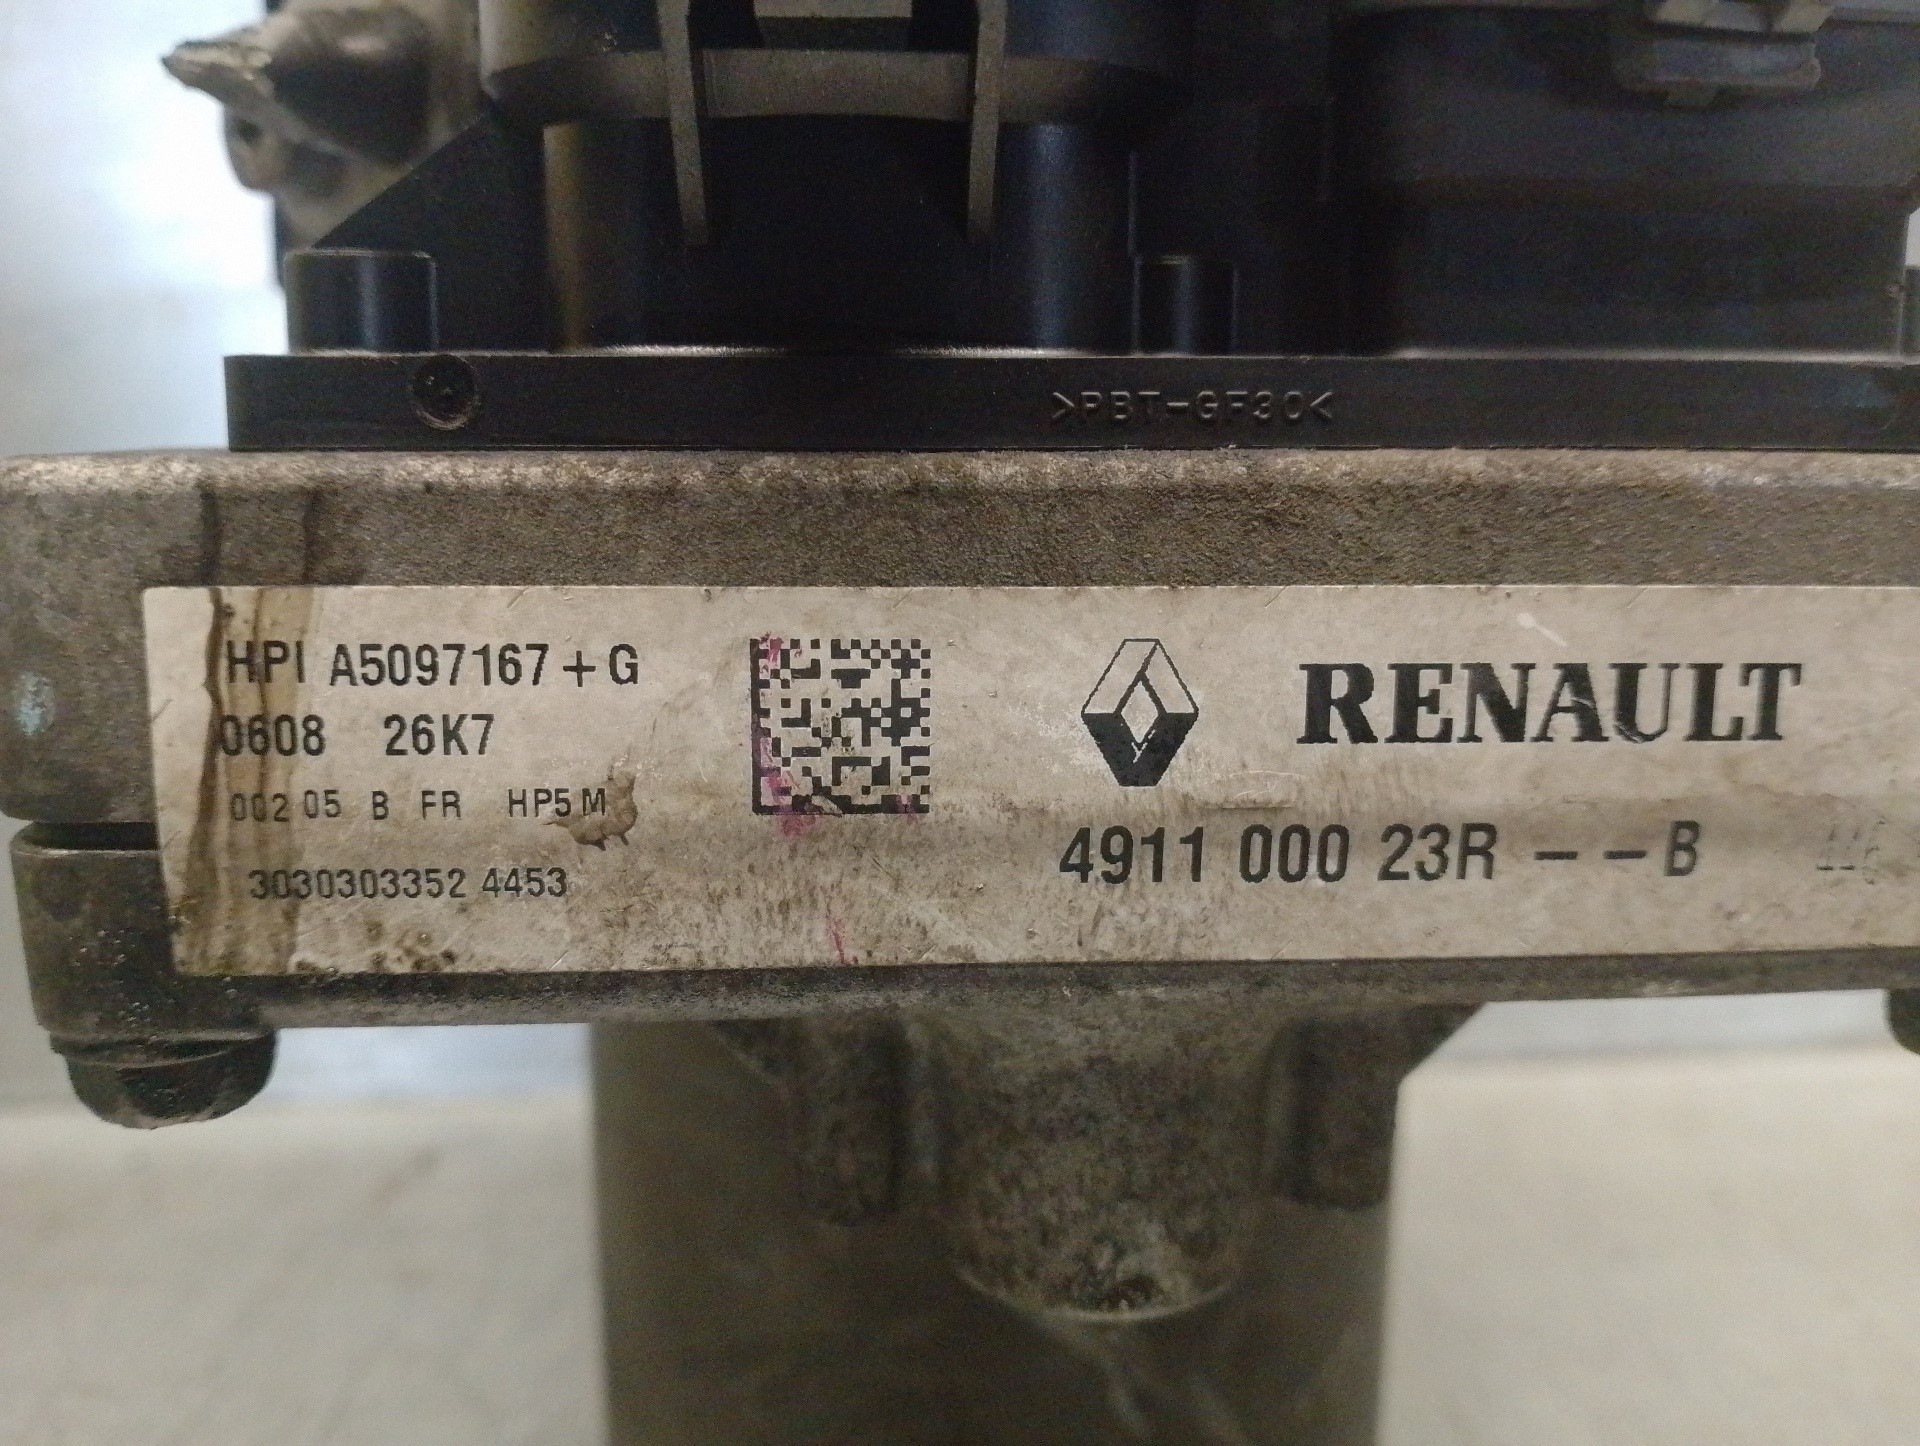 >PBT-GF30<
HPI A5097167+G
0608 26K7
002 05 B FR HP5 M
3030303352 4453
RENAULT
4911 000 23R - - B